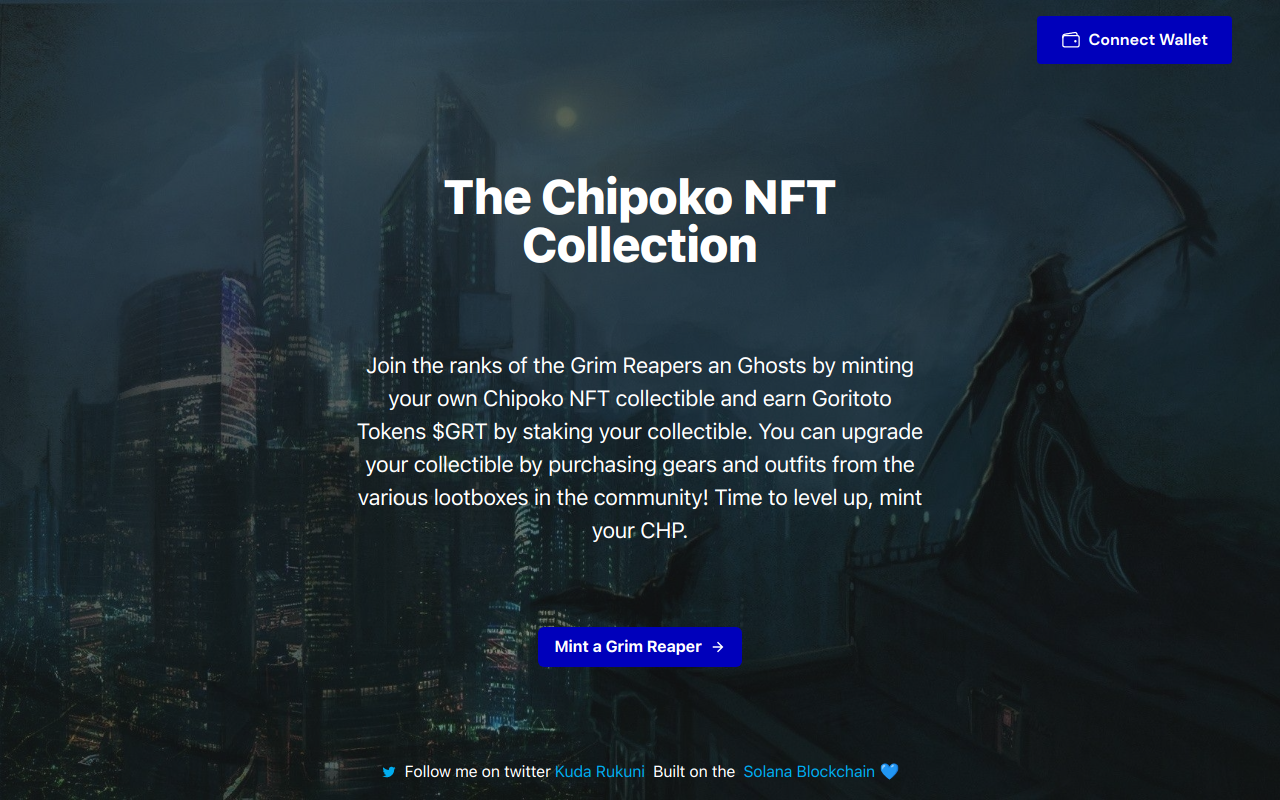 Connect Wallet
The Chipoko NFT
Collection
Join the ranks of the Grim Reapers an Ghosts by minting
your own Chipoko NFT collectible and earn Goritoto
Tokens $GRT by staking your collectible. You can upgrade
your collectible by purchasing gears and outfits from the
various lootboxes in the community! Time to level up, mint
your CHP.
Mint a Grim Reaper →
Follow me on twitter Kuda Rukuni Built on the Solana Blockchain 💙